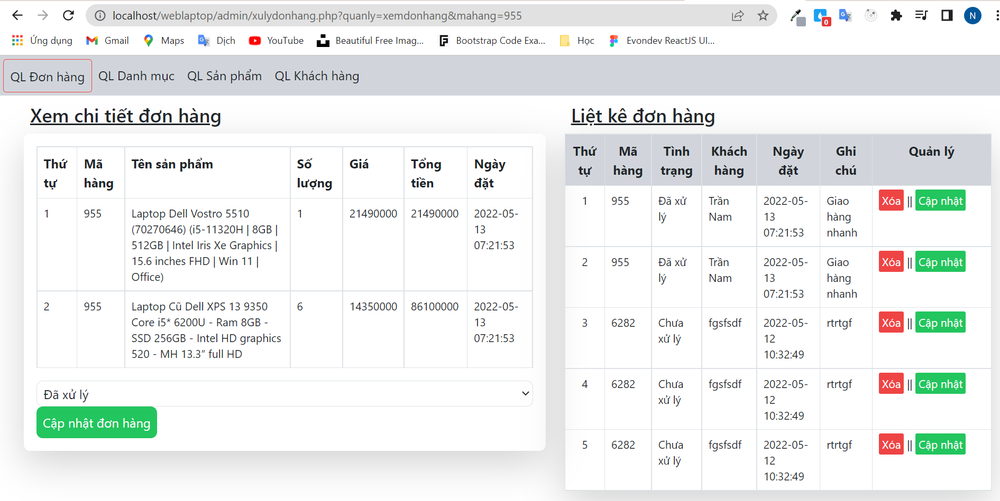 localhost/weblaptop/admin/xulydonhang.php?quanly=xemdonhang&mahang=955
0
N
Ứng dụng Gmail Maps Dịch YouTube Beautiful Free Imag... Bootstrap Code Exa... Học Evondev ReactJS UI...
QL Đơn hàng QL Danh mục QL Sản phẩm QL Khách hàng
Xem chi tiết đơn hàng
Thứ tự Mã hàng Tên sản phẩm Số lượng Giá Tổng tiền Ngày đặt
1 955 Laptop Dell Vostro 5510 1 21490000 21490000 2022-05-
(70270646) (i5-11320H | 8GB | 13
512GB | Intel Iris Xe Graphics | 07:21:53
15.6 inches FHD | Win 11 |
Office)
2 955 Laptop Cũ Dell XPS 13 9350 6 14350000 86100000 2022-05-
Core i5* 6200U - Ram 8GB - 13
SSD 256GB - Intel HD graphics 07:21:53
520 - MH 13.3” full HD
Đã xử lý
Cập nhật đơn hàng
Liệt kê đơn hàng
Thứ tự Mã hàng Tình trạng Khách hàng Ngày đặt Ghi chú Quản lý
1 955 Đã xử Trần 2022-05- Giao Xóa || Cập nhật
lý Nam 13 hàng
07:21:53 nhanh
2 955 Đã xử Trần 2022-05- Giao Xóa || Cập nhật
lý Nam 13 hàng
07:21:53 nhanh
3 6282 Chưa fgsfsdf 2022-05- rtrtgf Xóa || Cập nhật
xử lý 12
10:32:49
4 6282 Chưa fgsfsdf 2022-05- rtrtgf Xóa || Cập nhật
xử lý 12
10:32:49
5 6282 Chưa fgsfsdf 2022-05- rtrtgf Xóa || Cập nhật
xử lý 12
10:32:49